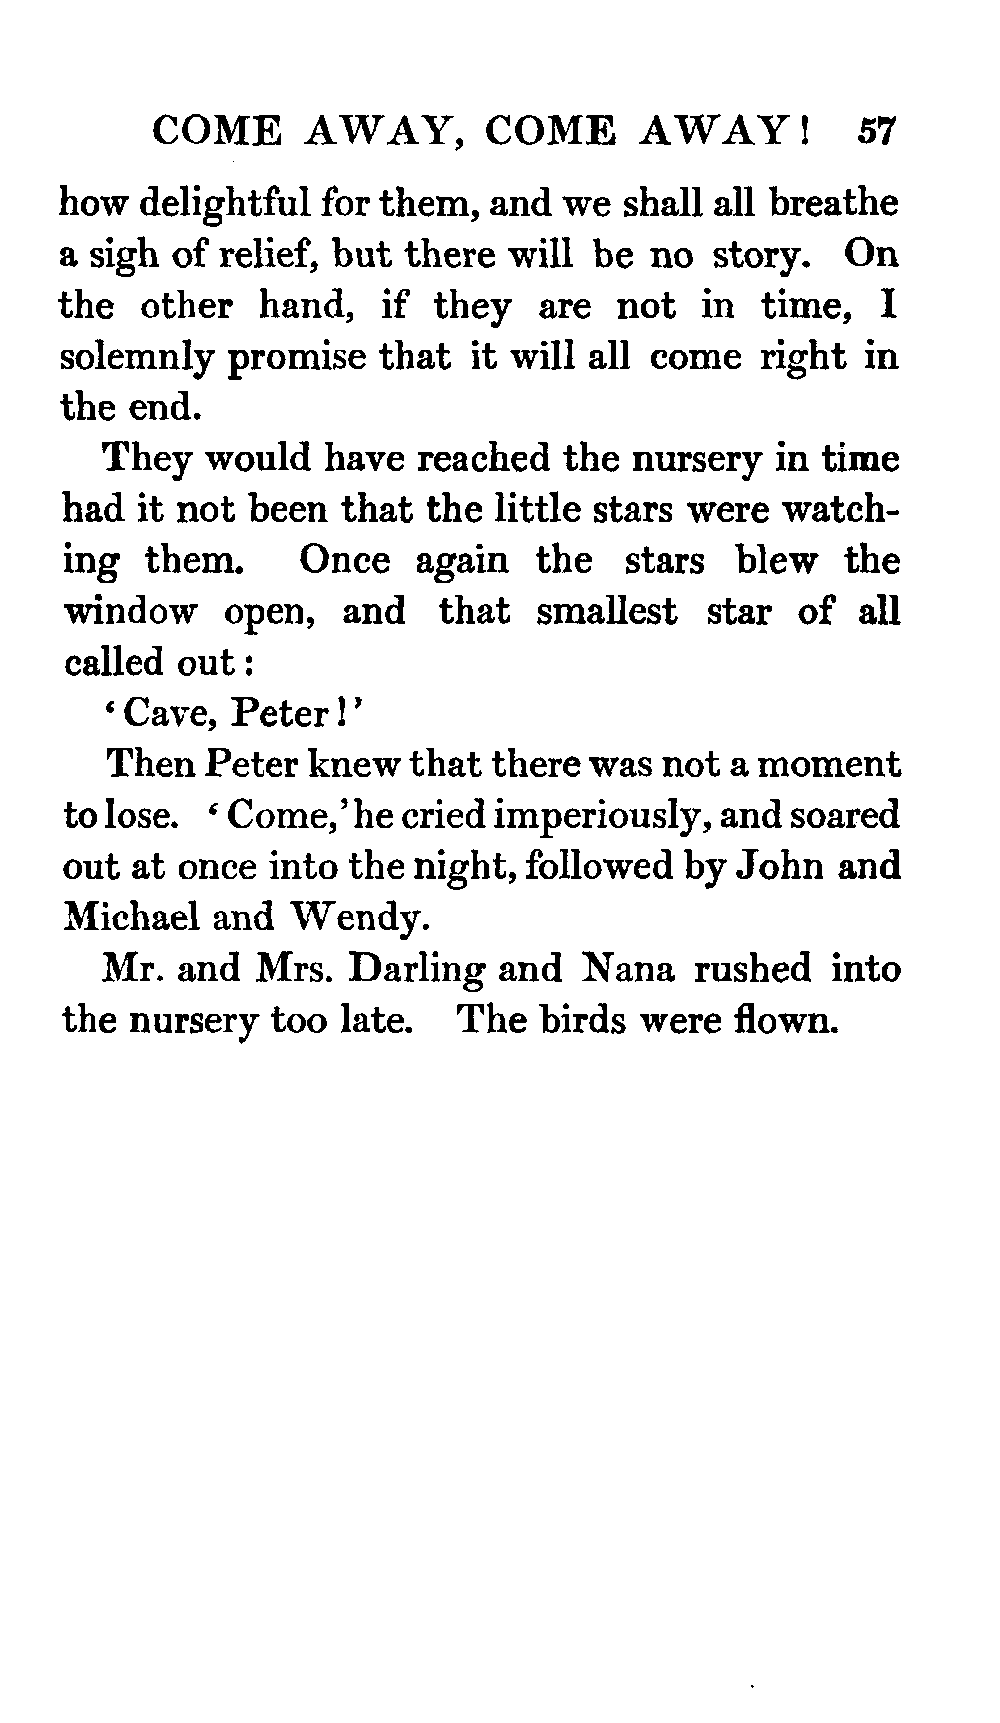 COME AWAY, COME AWAY! 57
how delightful for them, and we shall all breathe
a sigh of relief, but there will be no story. On
the other hand, if they are not in time, I
solemnly promise that it will all come right in
the end.
They would have reached the nursery in time
had it not been that the little stars were watch-
ing them. Once again the stars blew the
window open, and that smallest star of all
called out:
‘Cave, Peter!’
Then Peter knew that there was not a moment
to lose. ‘Come,’ he cried imperiously, and soared
out at once into the night, followed by John and
Michael and Wendy.
Mr. and Mrs. Darling and Nana rushed into
the nursery too late. The birds were flown.